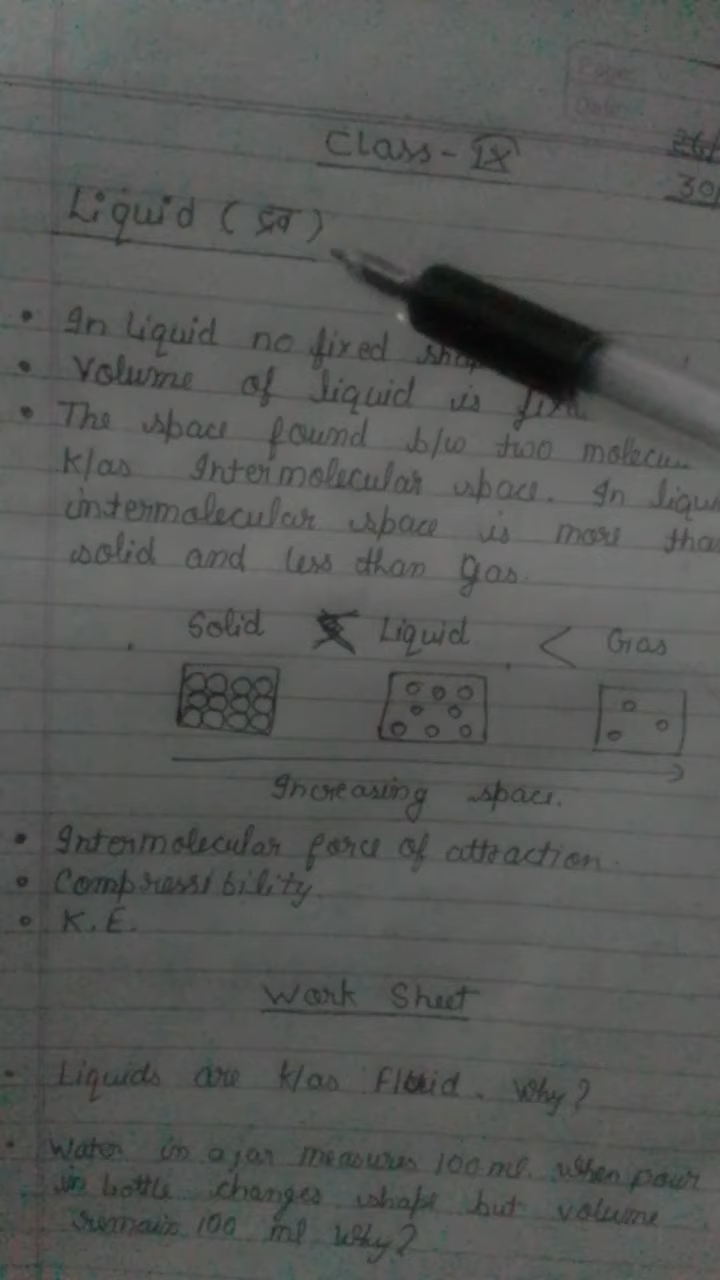 Class - IX
30
Liquid (द्रव)
• In Liquid no fixed
• Volume of liquid is
• The space found b/w two
k/as Intermolecular space. In
intermolecular space is more
solid and less than gas.
Solid Liquid < Gas
Increasing space.
• Intermolecular force of attraction.
• Compressibility.
• K.E.
Work Sheet
• Liquids are k/as Fluid. Why?
• Water in a jar measures 100 ml. when pour
in bottle changes shape but volume
remain 100 ml Why?